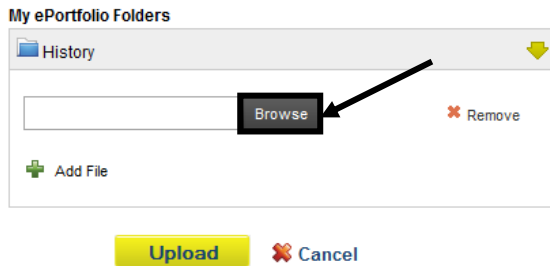 My ePortfolio Folders
History
Browse
Remove
Add File
Upload Cancel